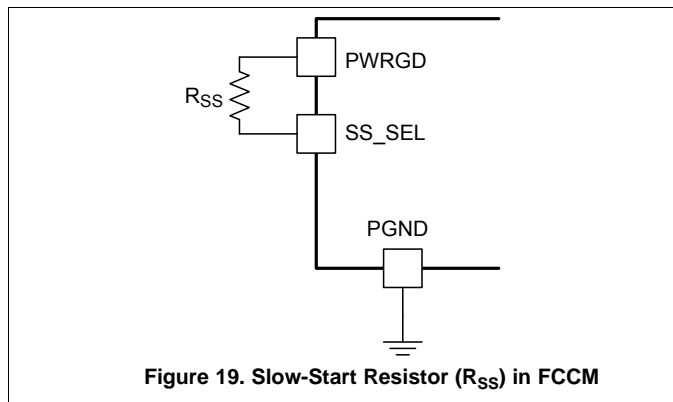 PWRGD
RSS
SS_SEL
PGND
Figure 19. Slow-Start Resistor (RSS) in FCCM